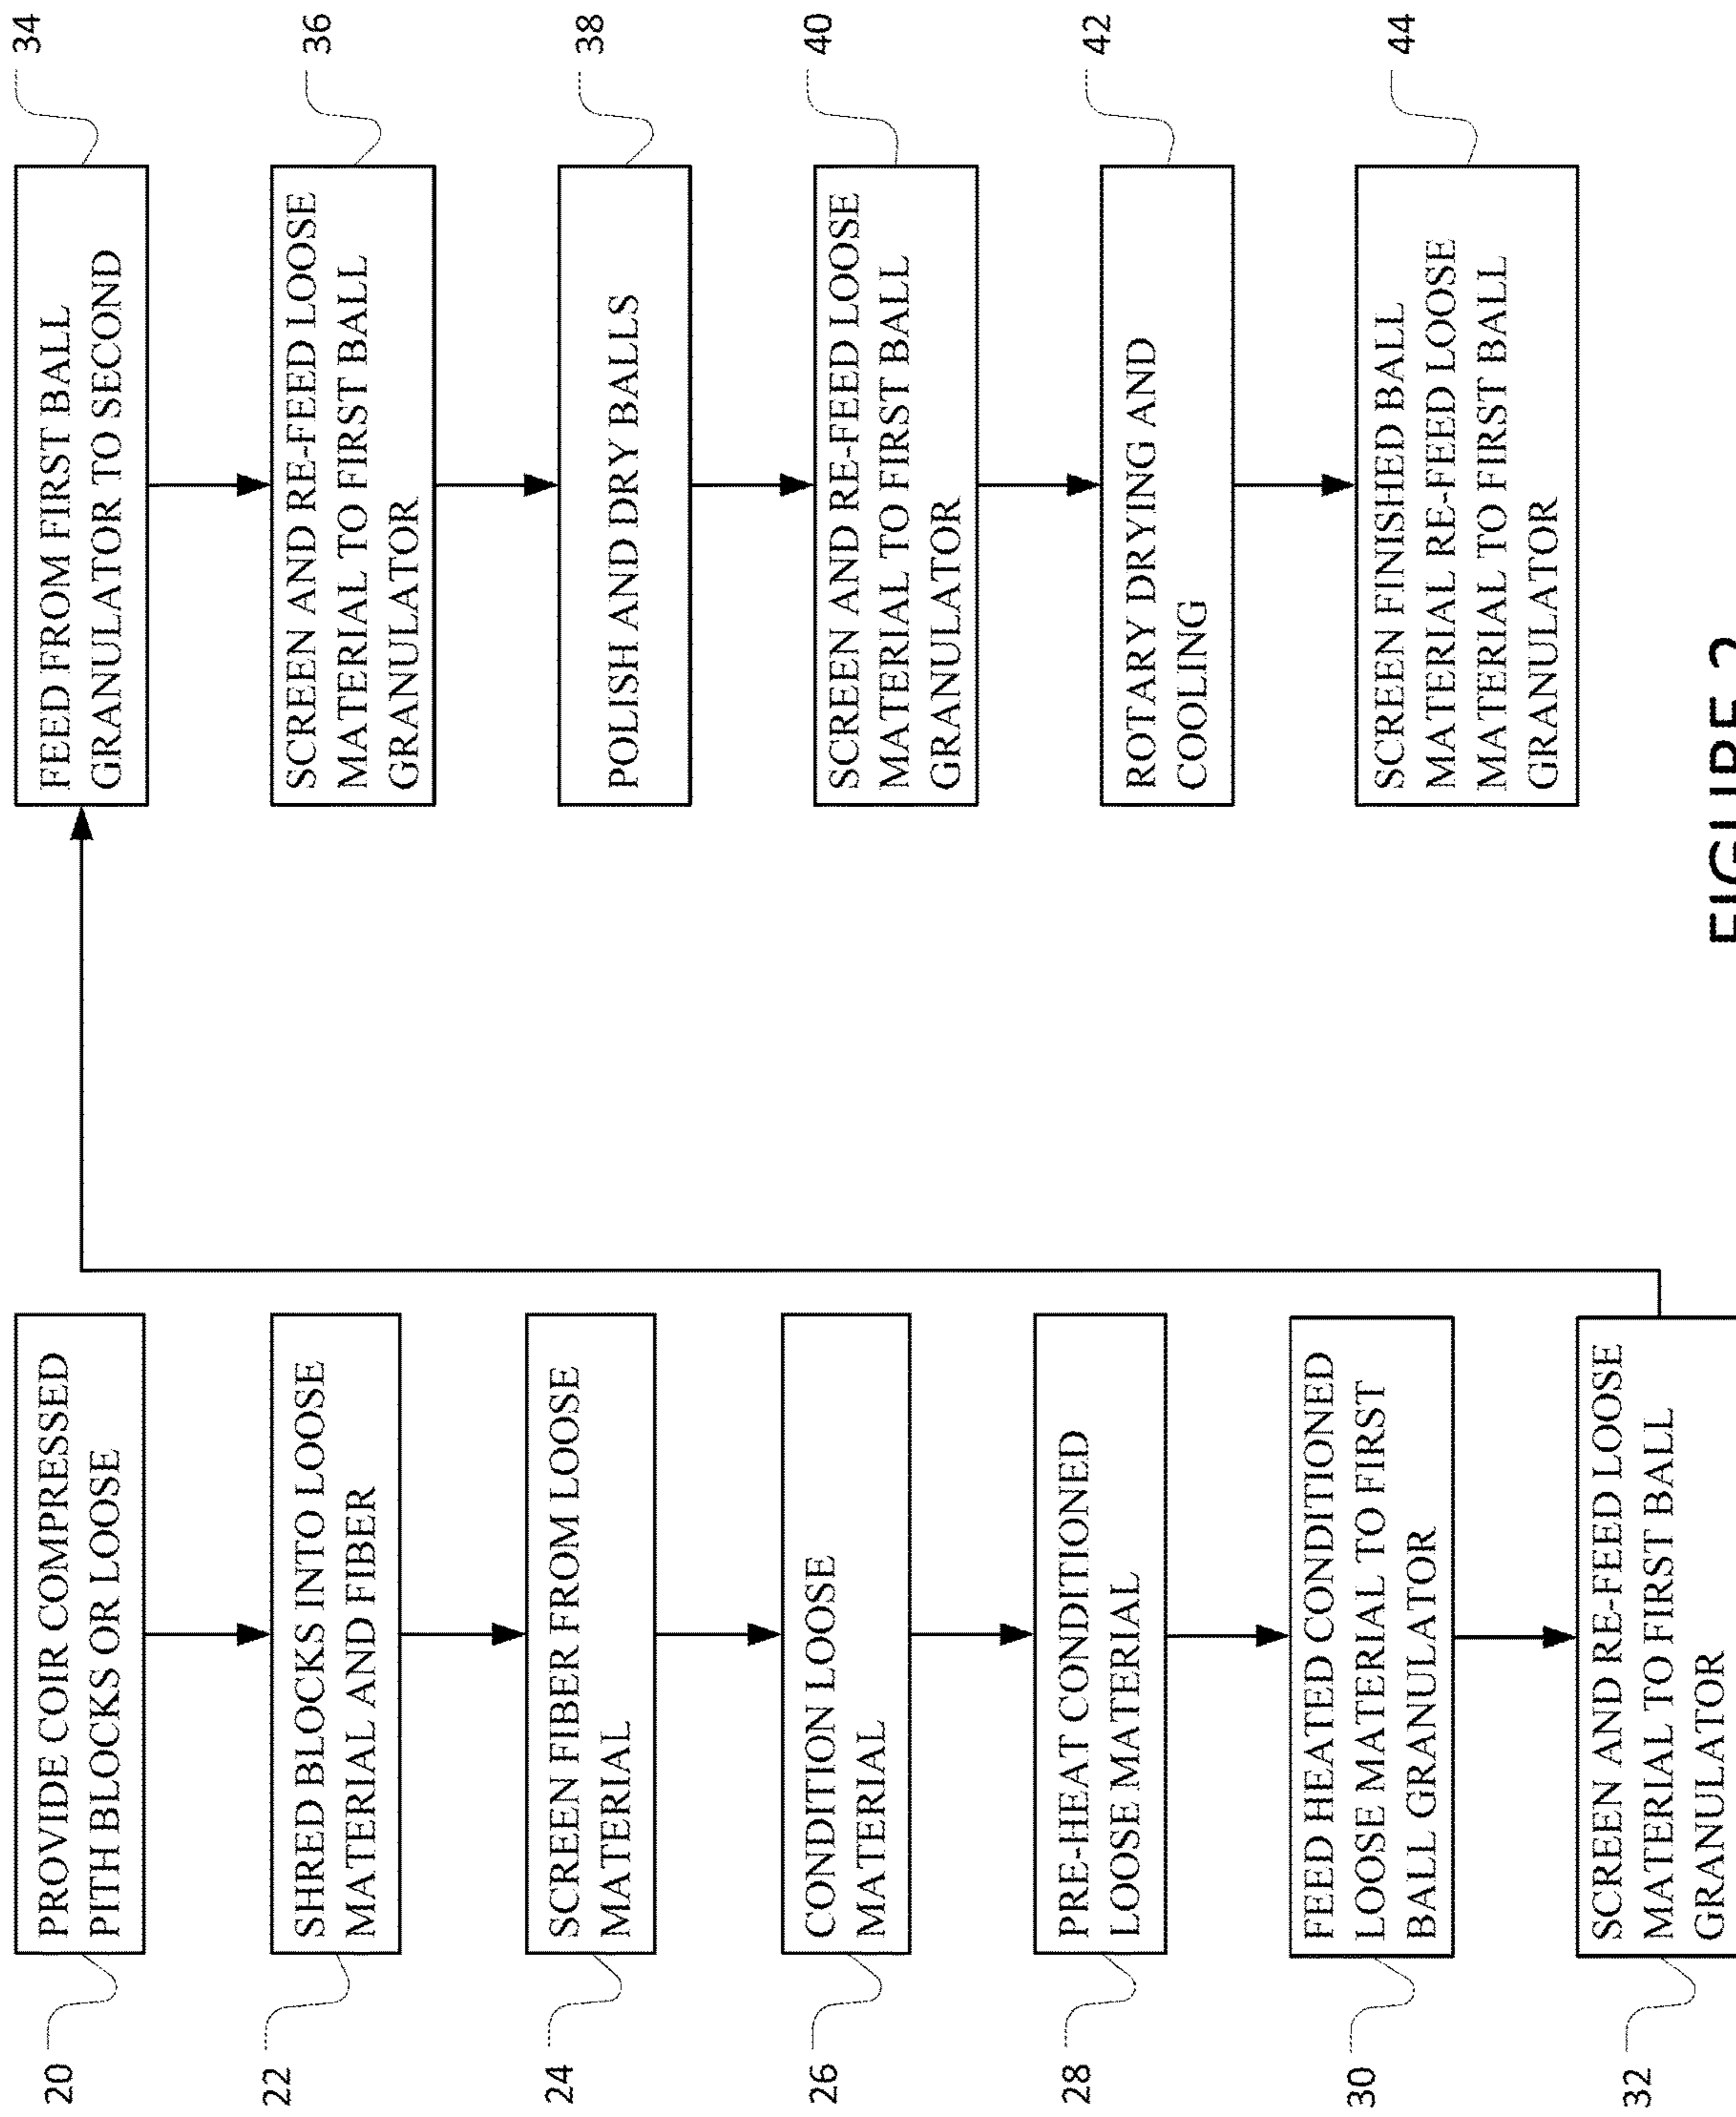 20
PROVIDE COIR COMPRESSED
PITH BLOCKS OR LOOSE
22
SHRED BLOCKS INTO LOOSE
MATERIAL AND FIBER
24
SCREEN FIBER FROM LOOSE
MATERIAL
26
CONDITION LOOSE
MATERIAL
28
PRE-HEAT CONDITIONED
LOOSE MATERIAL
30
FEED HEATED CONDITIONED
LOOSE MATERIAL TO FIRST
BALL GRANULATOR
32
SCREEN AND RE-FEED LOOSE
MATERIAL TO FIRST BALL
GRANULATOR
34
FEED FROM FIRST BALL
GRANULATOR TO SECOND
36
SCREEN AND RE-FEED LOOSE
MATERIAL TO FIRST BALL
GRANULATOR
38
POLISH AND DRY BALLS
40
SCREEN AND RE-FEED LOOSE
MATERIAL TO FIRST BALL
GRANULATOR
42
ROTARY DRYING AND
COOLING
44
SCREEN FINISHED BALL
MATERIAL RE-FEED LOOSE
MATERIAL TO FIRST BALL
GRANULATOR
FIGURE 2